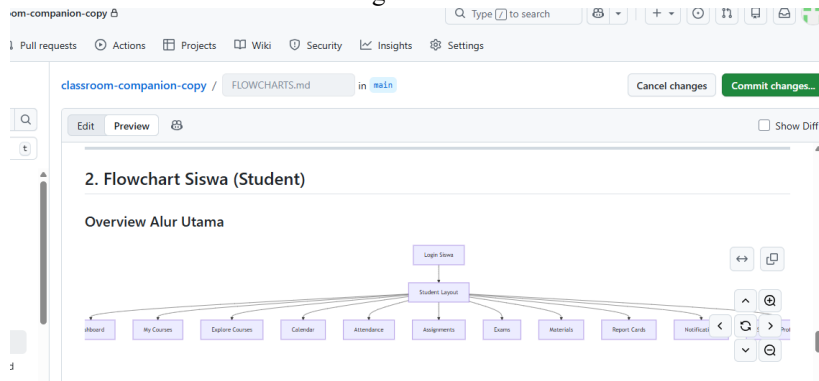 oom-companion-copy
Type / to search
Pull requests Actions Projects Wiki Security Insights Settings
classroom-companion-copy / FLOWCHARTS.md in main Cancel changes Commit changes...
t
Edit Preview Show Diff
2. Flowchart Siswa (Student)
Overview Alur Utama
Login Siswa
Student Layout
hboard My Courses Explore Courses Calendar Attendance Assignments Exams Materials Report Cards Notificati Pro
d